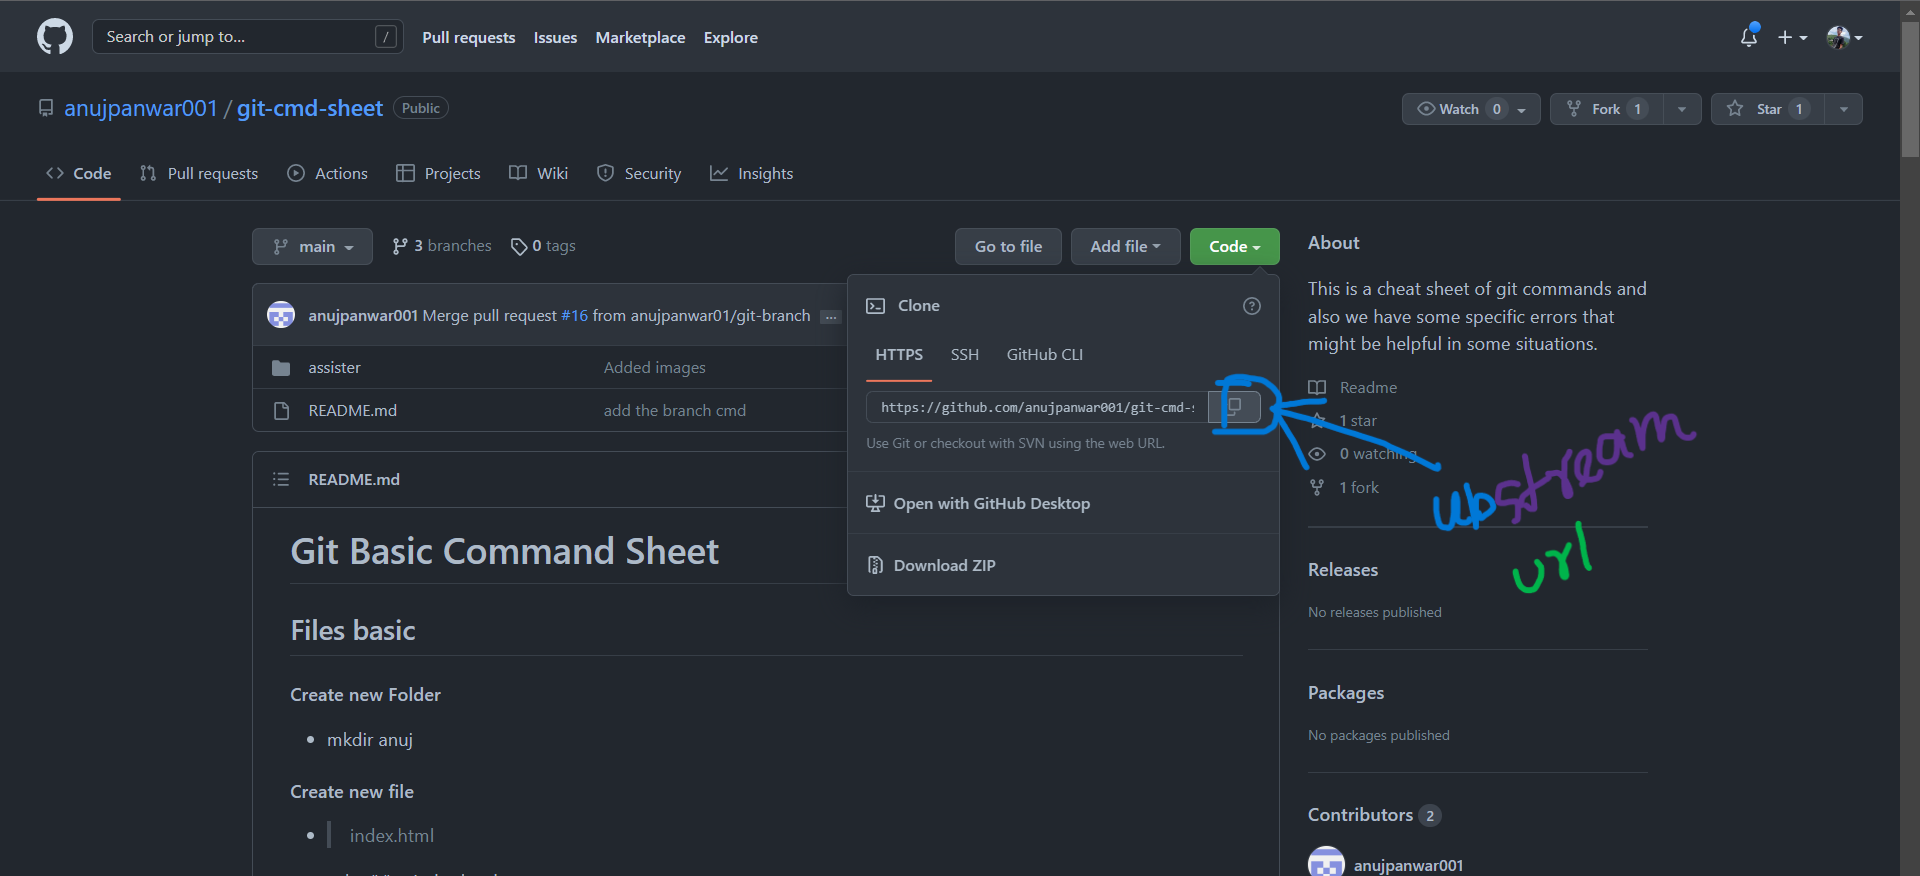 Search or jump to... /
Pull requests Issues Marketplace Explore
anujpanwar001 / git-cmd-sheet Public
Watch 0 Fork 1 Star 1
Code Pull requests Actions Projects Wiki Security Insights
main 3 branches 0 tags Go to file Add file Code
anujpanwar001 Merge pull request #16 from anujpanwar01/git-branch ...
assister Added images
README.md add the branch cmd
Clone
HTTPS SSH GitHub CLI
https://github.com/anujpanwar001/git-cmd-s
Use Git or checkout with SVN using the web URL.
Open with GitHub Desktop
Download ZIP
README.md
Git Basic Command Sheet
Files basic
Create new Folder
mkdir anuj
Create new file
index.html
About
This is a cheat sheet of git commands and
also we have some specific errors that
might be helpful in some situations.
Readme
1 star
0 watching
1 fork
upstream
url
Releases
No releases published
Packages
No packages published
Contributors 2
anujpanwar001